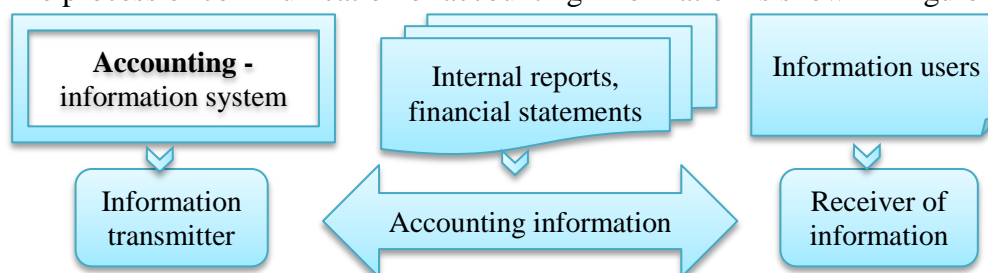 Accounting -
information system
Internal reports,
financial statements
Information users
Information
transmitter
Accounting information
Receiver of
information